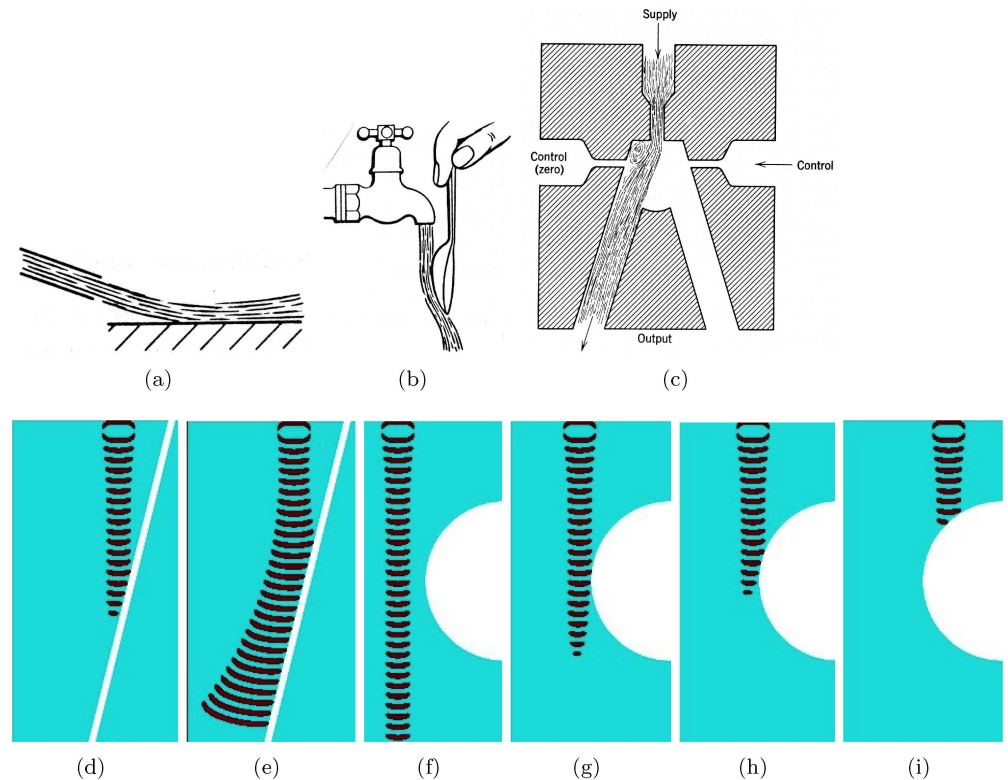 Supply
Control
(zero)
Control
Output
(a)
(b)
(c)
(d)
(e)
(f)
(g)
(h)
(i)